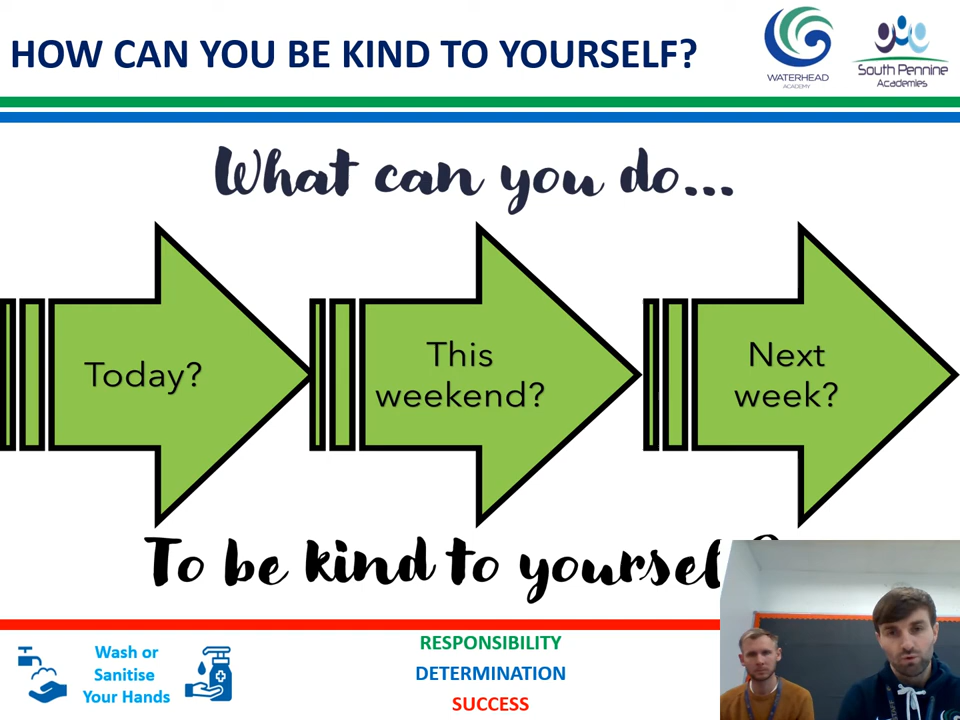 HOW CAN YOU BE KIND TO YOURSELF?
WATERHEAD
ACADEMY
South Pennine
Academies
What can you do...
Today?
This
weekend?
Next
week?
To be kind to
Wash or
Sanitise
Your Hands
RESPONSIBILITY
DETERMINATION
SUCCESS